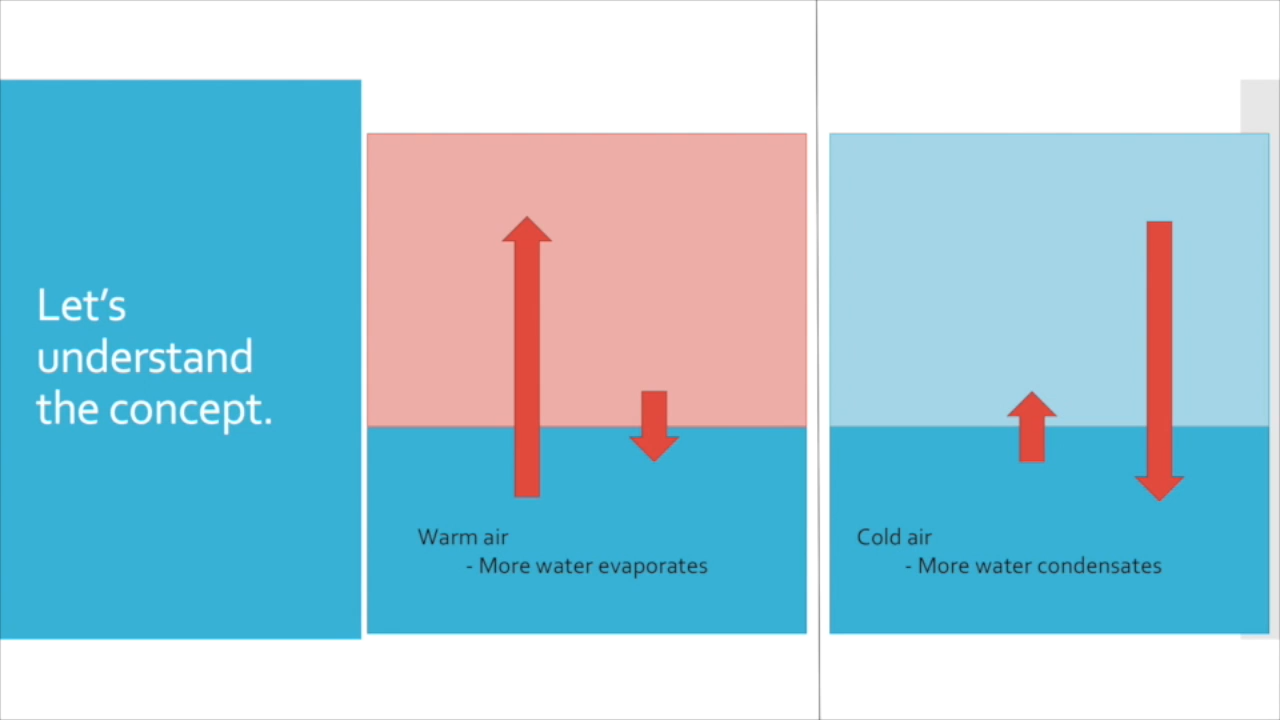 Let’s
understand
the concept.
Warm air
- More water evaporates
Cold air
- More water condensates